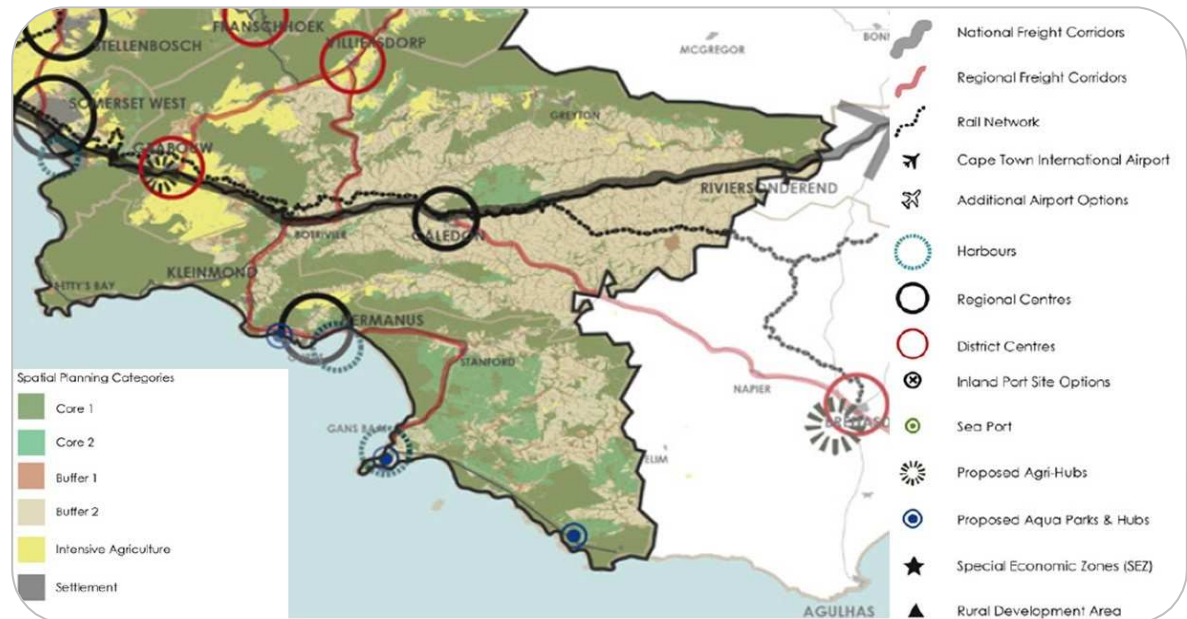 FRANSCHHOEK
STELLENBOSCH
VILLIERSDORP
MCGREGOR
SOMERSET WEST
GREYTON
GRABOUW
RIVIERSONDEREND
BOTRIVIER
CALEDON
KLEINMOND
BETTY'S BAY
HERMANUS
STANFORD
NAPIER
GANS BAAI
ELIM
AGULHAS
Spatial Planning Categories
Core 1
Core 2
Buffer 1
Buffer 2
Intensive Agriculture
Settlement
National Freight Corridors
Regional Freight Corridors
Rail Network
Cape Town International Airport
Additional Airport Options
Harbours
Regional Centres
District Centres
Inland Port Site Options
Sea Port
Proposed Agri-Hubs
Proposed Aqua Parks & Hubs
Special Economic Zones (SEZ)
Rural Development Area